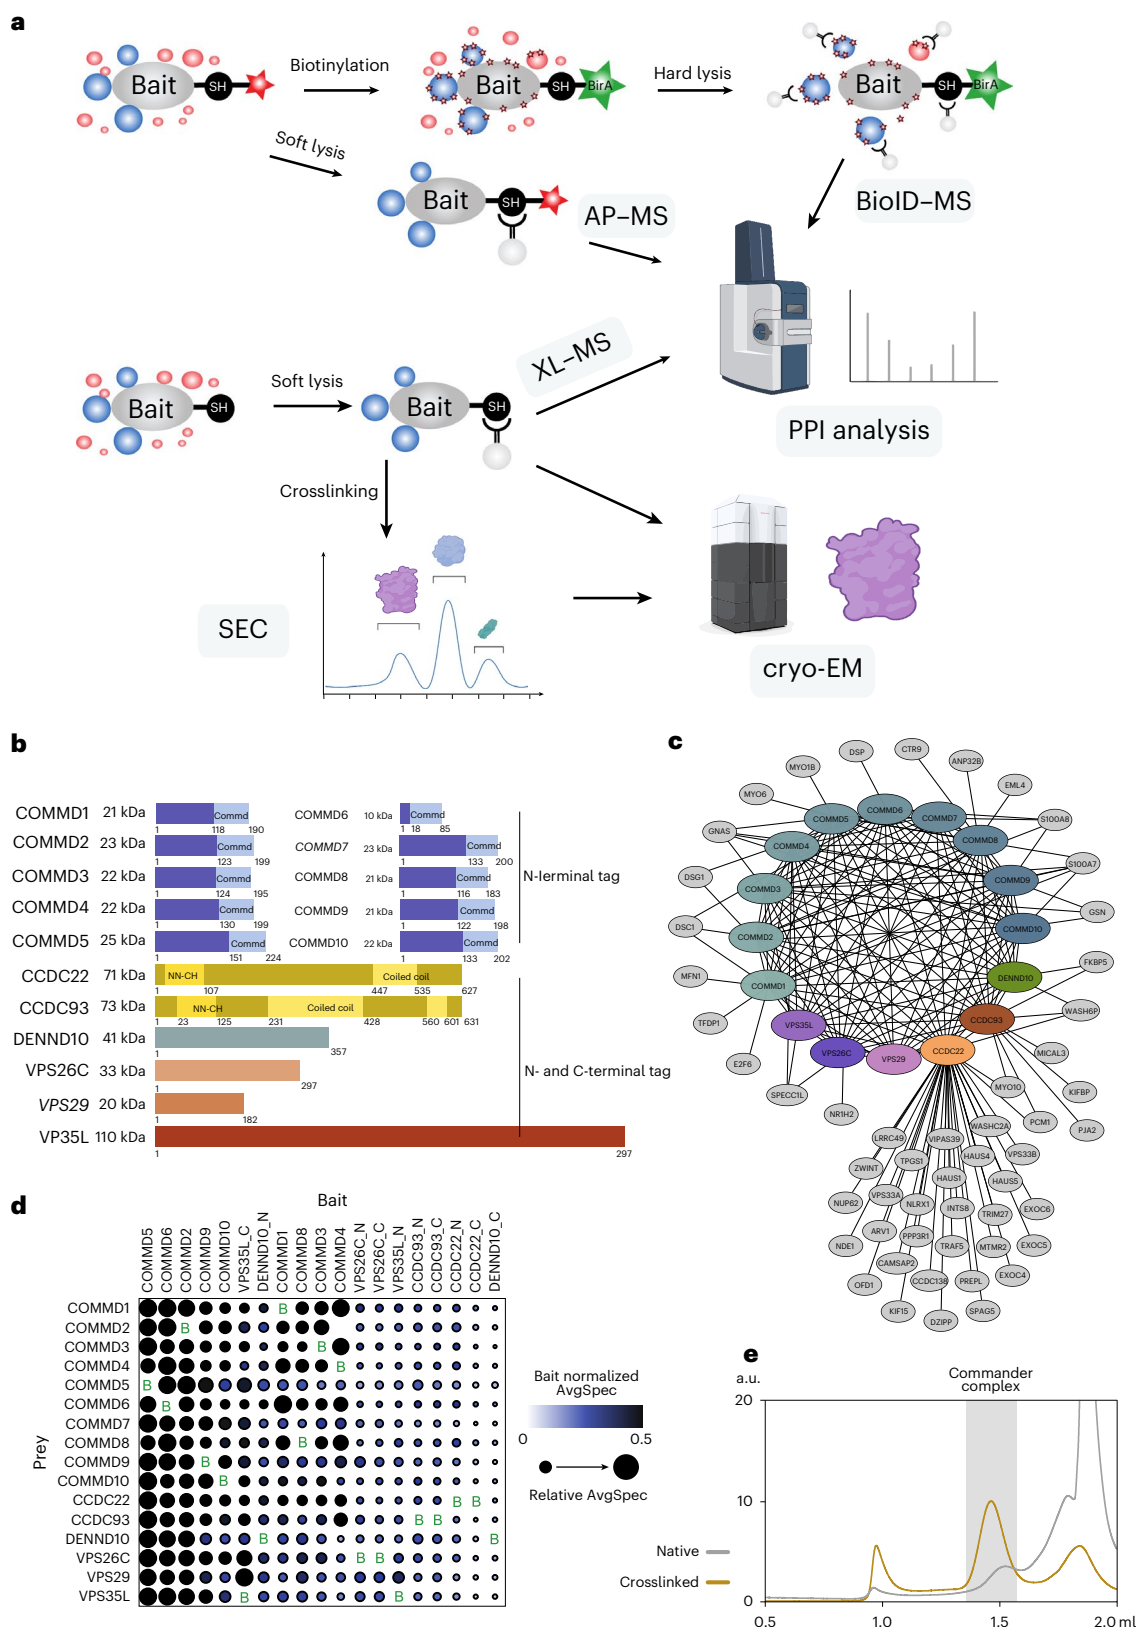 a
Bait SH
Biotinylation
Bait SH BirA
Hard lysis
Bait SH BirA
Soft lysis
Bait SH
AP–MS
BioID–MS
XL–MS
Bait SH
Soft lysis
Bait SH
PPI analysis
Crosslinking
SEC
cryo-EM
b
COMMD1 21 kDa Commd
1 118 190
COMMD2 23 kDa Commd
1 123 199
COMMD3 22 kDa Commd
1 124 195
COMMD4 22 kDa Commd
1 130 199
COMMD5 25 kDa Commd
1 151 224
COMMD6 10 kDa Commd
1 18 85
COMMD7 23 kDa Commd
1 133 200
COMMD8 21 kDa Commd
1 116 183
COMMD9 21 kDa Commd
1 122 198
COMMD10 22 kDa Commd
1 133 202
N-lerminal tag
CCDC22 71 kDa NN-CH Coiled coil
1 107 447 535 627
CCDC93 73 kDa NN-CH Coiled coil
1 23 125 231 428 560 601 631
DENND10 41 kDa
1 357
VPS26C 33 kDa
1 297
VPS29 20 kDa
1 182
VP35L 110 kDa
1 297
N- and C-terminal tag
c
DSP
CTR9
MYO1B
ANP32B
MYO6
EML4
COMMD6
COMMD5
COMMD7
S100A8
GNAS
COMMD4
COMMD8
S100A7
DSG1
COMMD3
COMMD9
GSN
DSC1
COMMD2
COMMD10
FKBP5
MFN1
COMMD1
DENND10
WASH6P
TFDP1
VPS35L
CCDC93
E2F6
VPS26C
VPS29
CCDC22
MICAL3
SPECC1L
MYO10
KIFBP
NR1H2
PCM1
PJA2
LRRC49
VIPAS39
WASHC2A
ZWINT
TPGS1
HAUS4
VPS33B
NUP62
VPS33A
HAUS1
HAUS5
NLRX1
INTS8
TRIM27
EXOC6
NDE1
ARV1
PPP3R1
TRAF5
MTMR2
EXOC5
CAMSAP2
OFD1
CCDC138
PREPL
EXOC4
KIF15
DZIPP
SPAG5
d
Bait
COMMD5
COMMD6
COMMD2
COMMD9
COMMD10
VPS35L_C
DENND10_N
COMMD1
COMMD8
COMMD3
COMMD4
VPS26C_N
VPS26C_C
VPS35L_N
CCDC93_N
CCDC93_C
CCDC22_N
CCDC22_C
DENND10_C
Prey
COMMD1 B
COMMD2 B
COMMD3 B
COMMD4 B
COMMD5 B
COMMD6 B
COMMD7
COMMD8 B
COMMD9 B
COMMD10 B
CCDC22 B B
CCDC93 B B
DENND10 B B
VPS26C B B
VPS29
VPS35L B B
Bait normalized
AvgSpec
0 0.5
Relative AvgSpec
e
a.u.
Commander
complex
20
10
0
Native
Crosslinked
0.5 1.0 1.5 2.0 ml